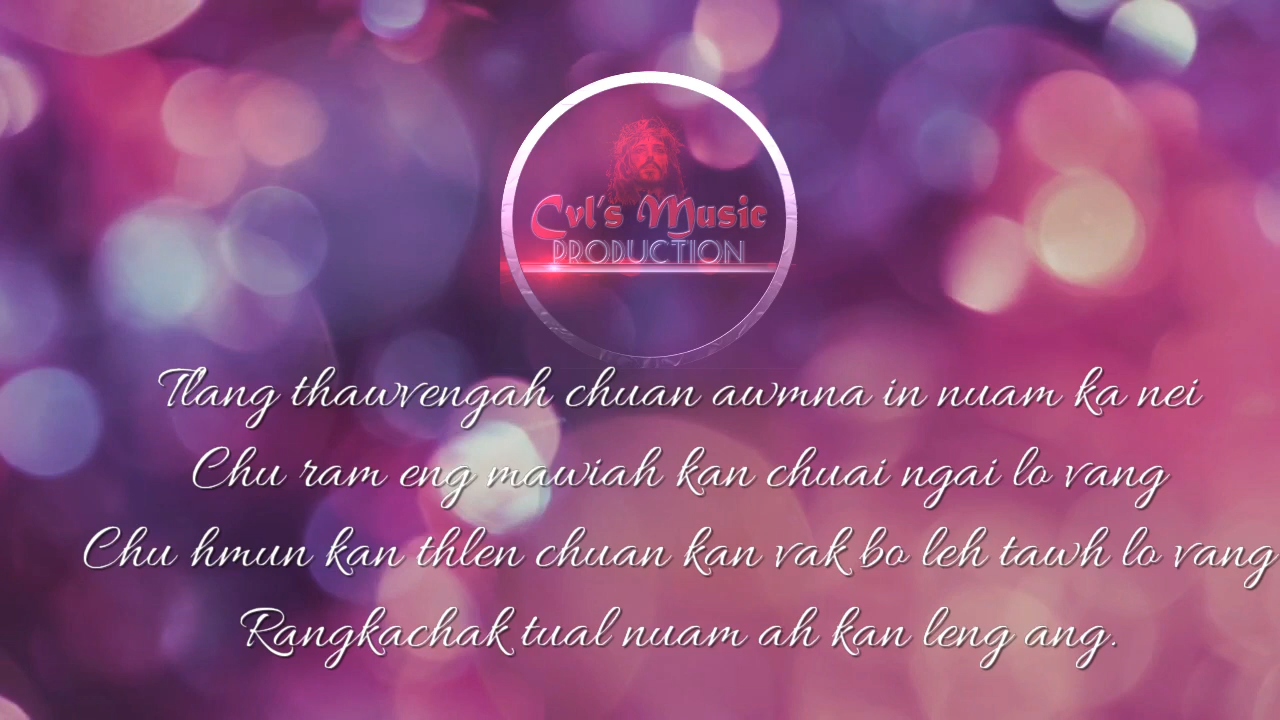 Cvl's Music
PRODUCTION
Tlang thawvengah chuan awmna in nuam ka nei
Chu ram eng mawiah kan chuai ngai lo vang
Chu hmun kan thlen chuan kan vak bo leh tawh lo vang
Rangkachak tual nuam ah kan leng ang.